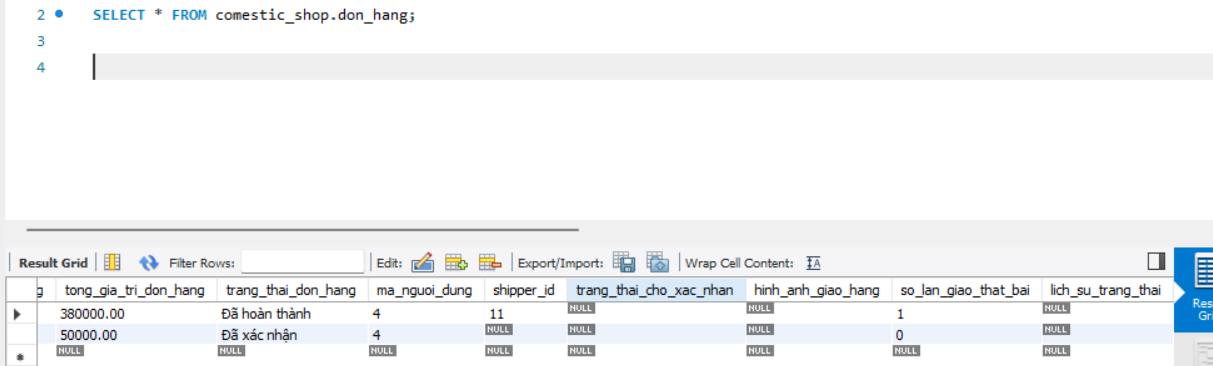 2 SELECT * FROM comestic_shop.don_hang;
3
4
Result Grid Filter Rows: Edit: Export/Import: Wrap Cell Content:
g tong_gia_tri_don_hang trang_thai_don_hang ma_nguoi_dung shipper_id trang_thai_cho_xac_nhan hinh_anh_giao_hang so_lan_giao_that_bai lich_su_trang_thai
380000.00 Đã hoàn thành 4 11 NULL NULL 1 NULL
50000.00 Đã xác nhận 4 NULL NULL NULL 0 NULL
NULL NULL NULL NULL NULL NULL NULL NULL
Res
Gri